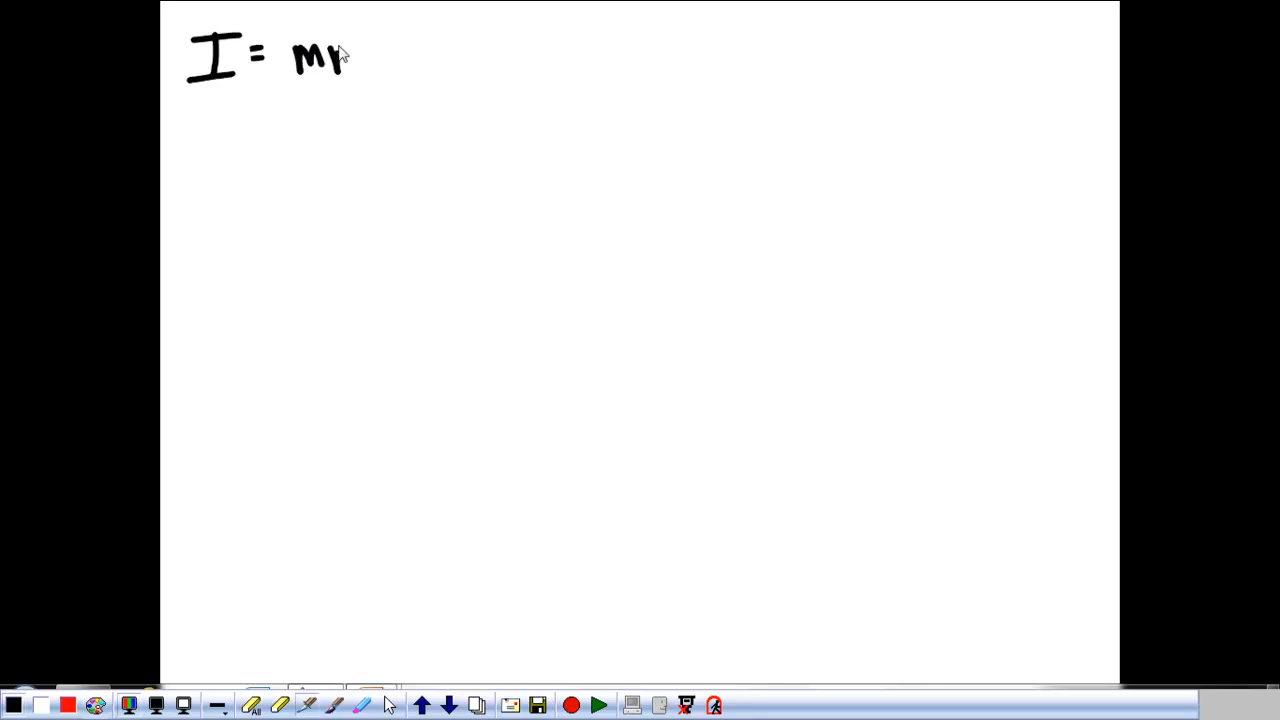 I = mr